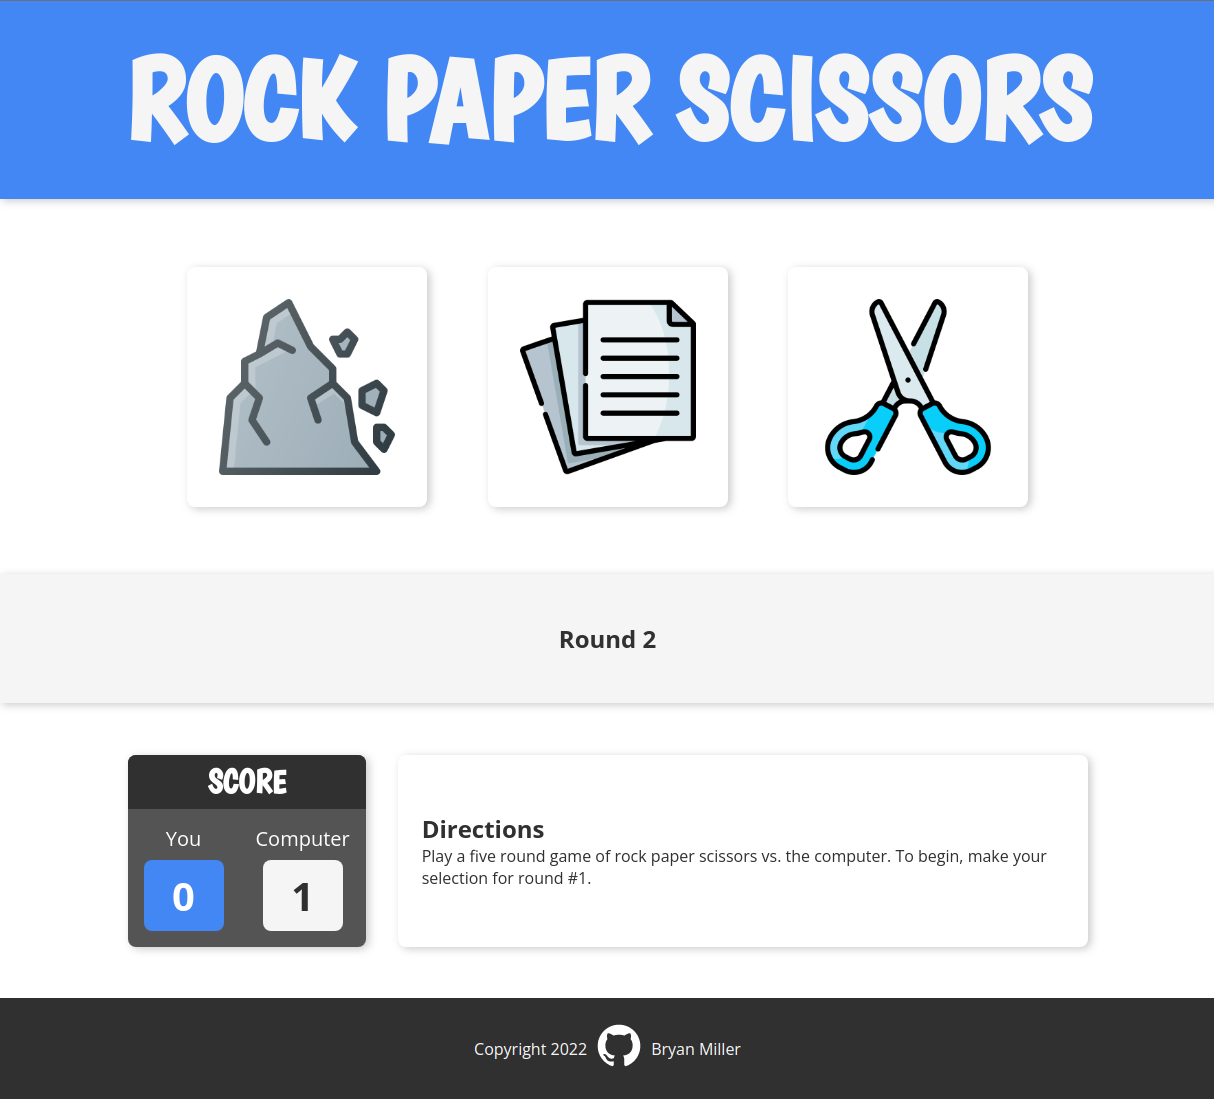 ROCK PAPER SCISSORS
Round 2
SCORE
You Computer
0 1
Directions
Play a five round game of rock paper scissors vs. the computer. To begin, make your
selection for round #1.
Copyright 2022 Bryan Miller